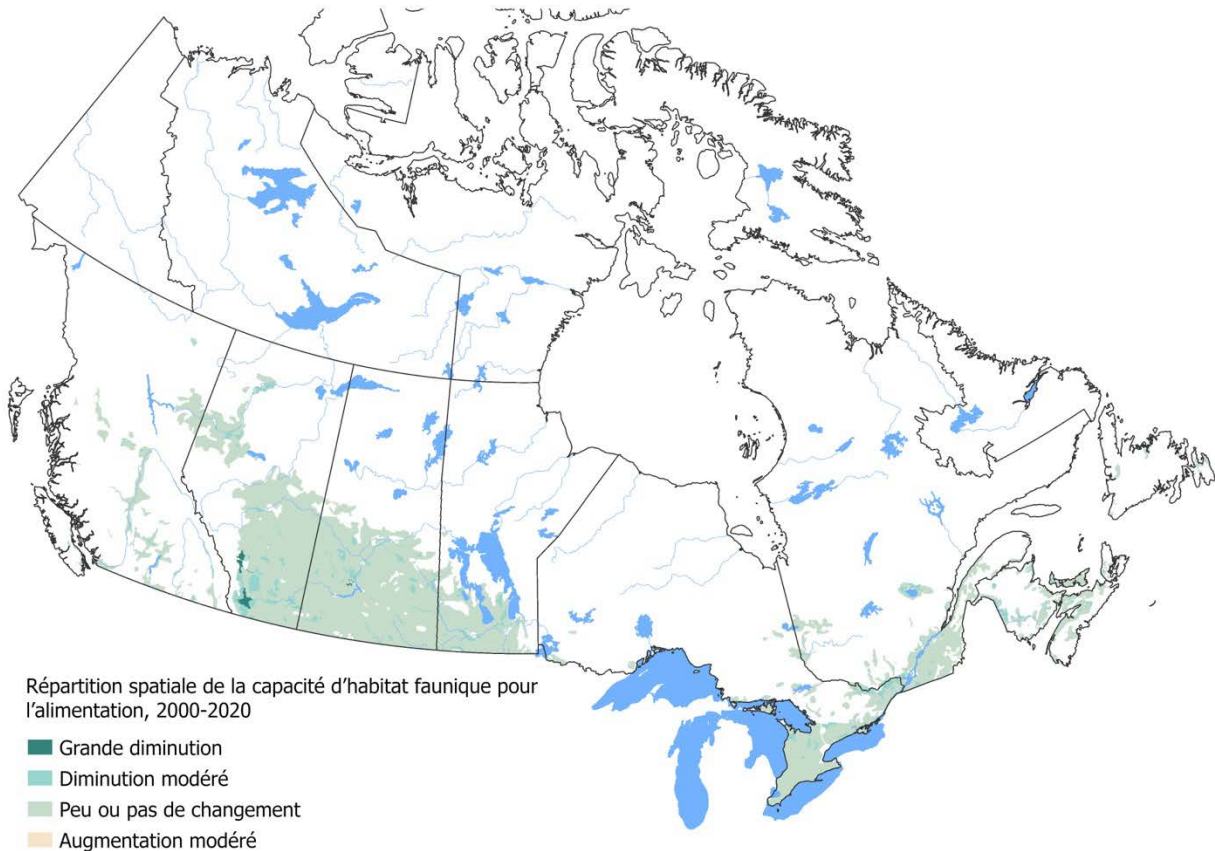 Répartition spatiale de la capacité d'habitat faunique pour
l'alimentation, 2000-2020
Grande diminution
Diminution modéré
Peu ou pas de changement
Augmentation modéré